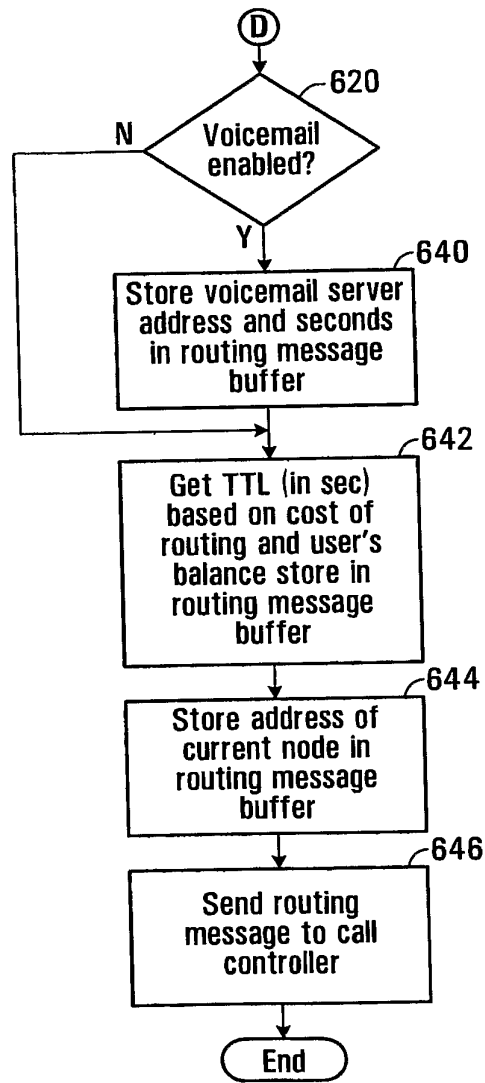 D
620
Voicemail
enabled?
N
Y
640
Store voicemail server
address and seconds
in routing message
buffer
642
Get TTL (in sec)
based on cost of
routing and user's
balance store in
routing message
buffer
644
Store address of
current node in
routing message
buffer
646
Send routing
message to call
controller
End